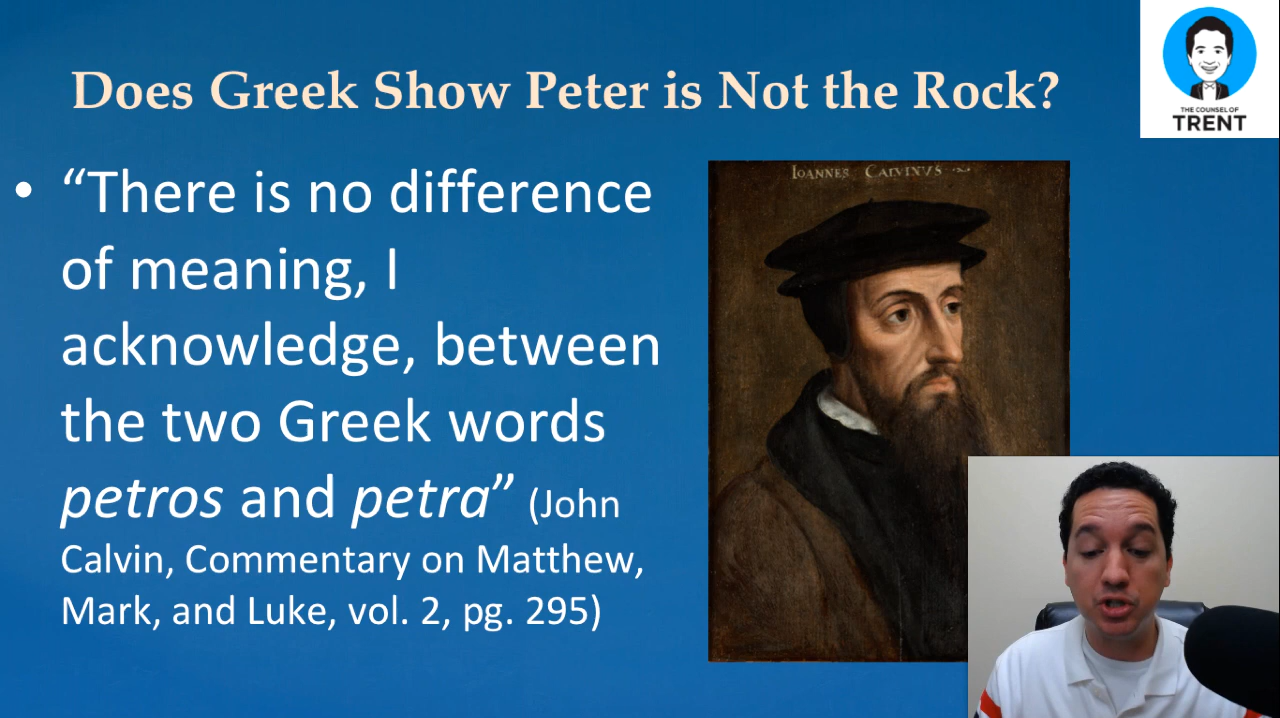 Does Greek Show Peter is Not the Rock?
THE COUNSEL OF
TRENT
• “There is no difference
of meaning, I
acknowledge, between
the two Greek words
petros and petra” (John
Calvin, Commentary on Matthew,
Mark, and Luke, vol. 2, pg. 295)
IOANNES CALVINVS